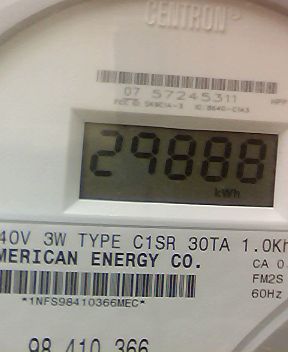 CENTRON®
07 57245311
29888
kWh
40V 3W TYPE C1SR 30TA 1.0Kh
MERICAN ENERGY CO.
CA 0.
FM2S
*1NFS98410366MEC*
60Hz
98 410 366